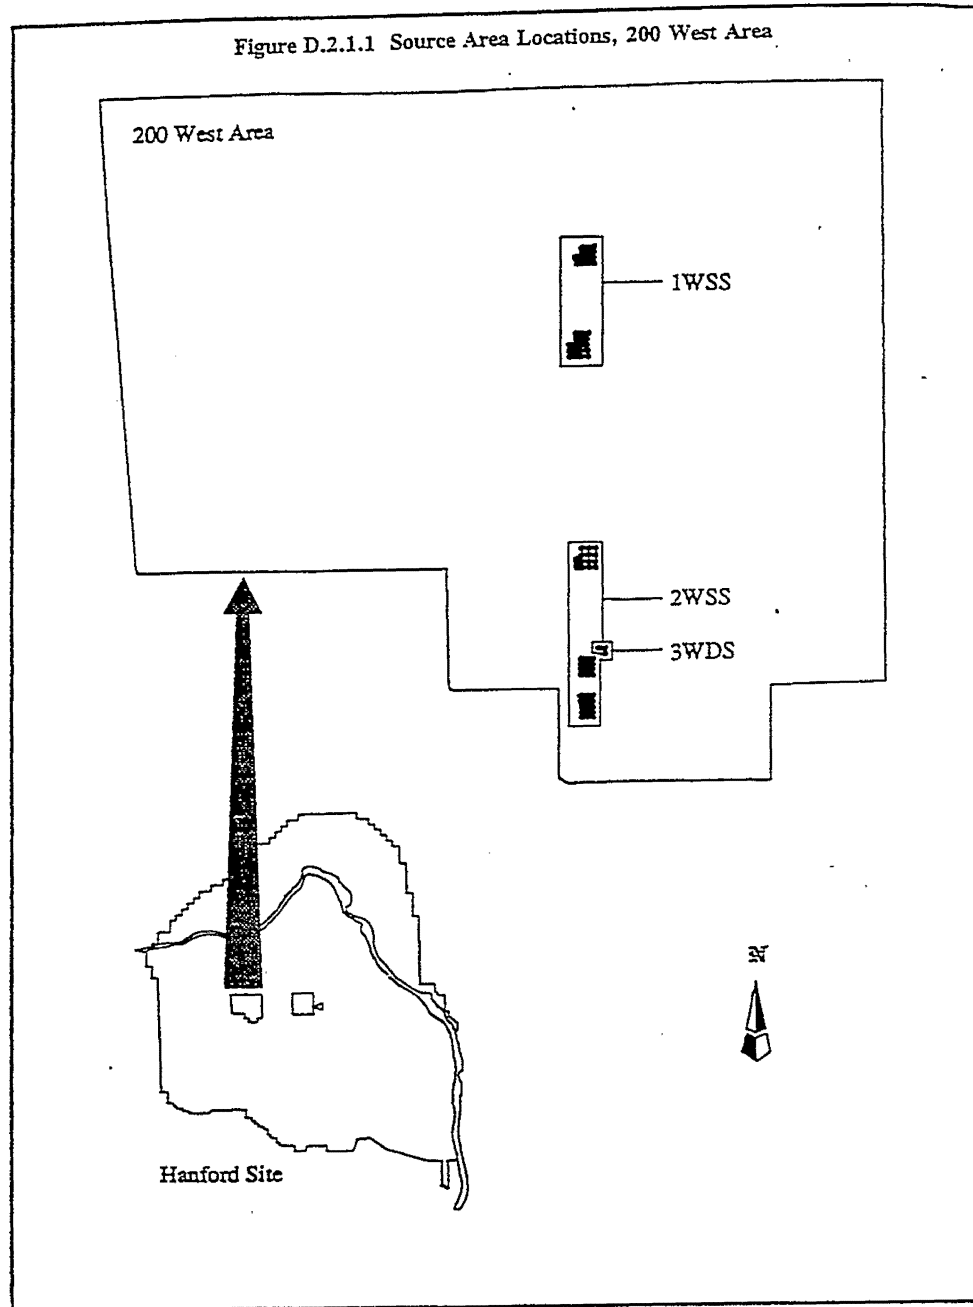 Figure D.2.1.1 Source Area Locations, 200 West Area
200 West Area
1WSS
2WSS
3WDS
N
Hanford Site